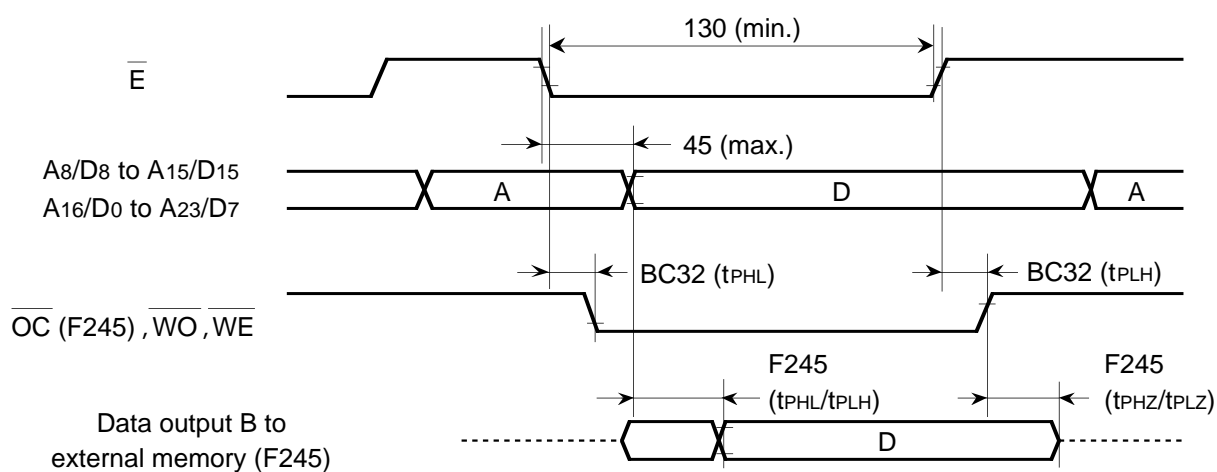 130 (min.)
E
45 (max.)
A8/D8 to A15/D15
A16/D0 to A23/D7
A
D
A
BC32 (tPHL)
BC32 (tPLH)
OC (F245) , WO , WE
F245
(tPHL/tPLH)
F245
(tPHZ/tPLZ)
Data output B to
external memory (F245)
D